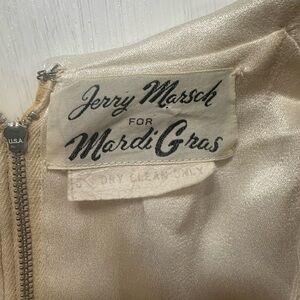 Jerry Marsch
FOR
Mardi Gras
DRY CLEAN ONLY
U.S.A